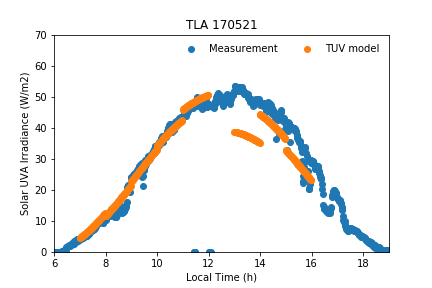 TLA 170521
Measurement
TUV model
Solar UVA Irradiance (W/m2)
70
60
50
40
30
20
10
0
6 8 10 12 14 16 18
Local Time (h)